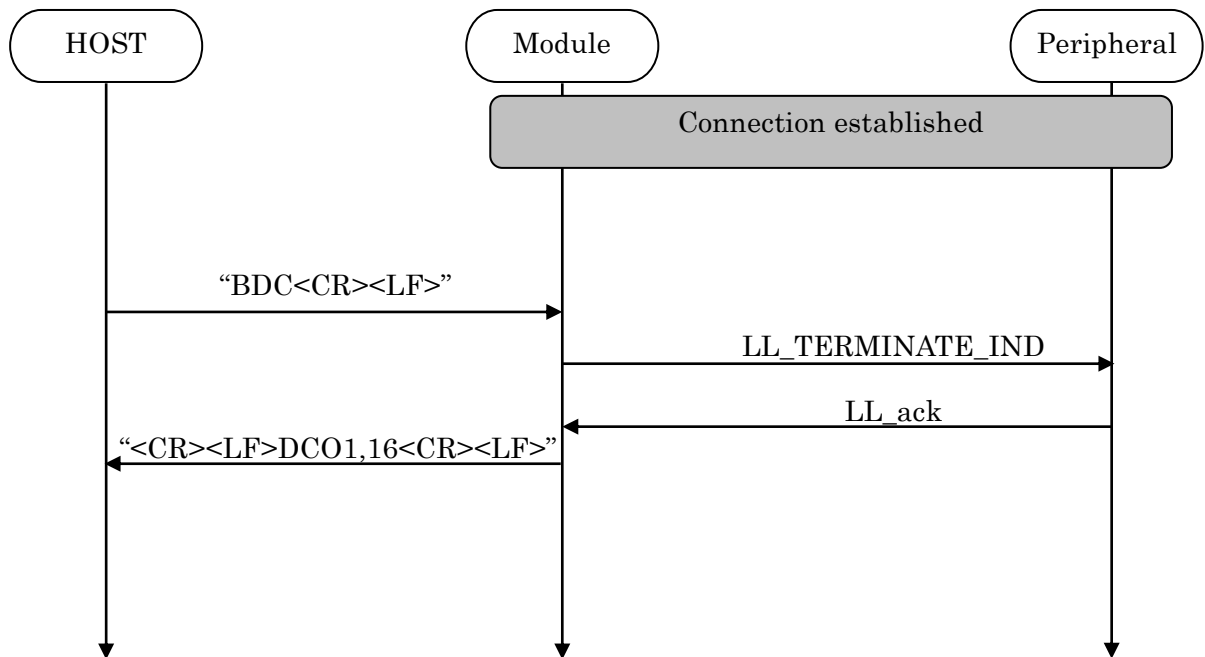 HOST
Module
Peripheral
Connection established
“BDC<CR><LF>”
LL_TERMINATE_IND
LL_ack
“<CR><LF>DCO1,16<CR><LF>”